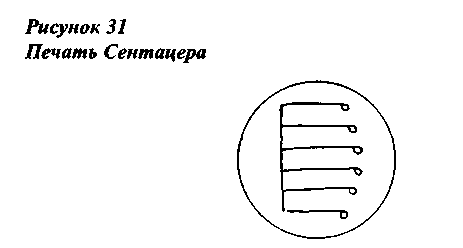 Рисунок 31
Печать Сентацера